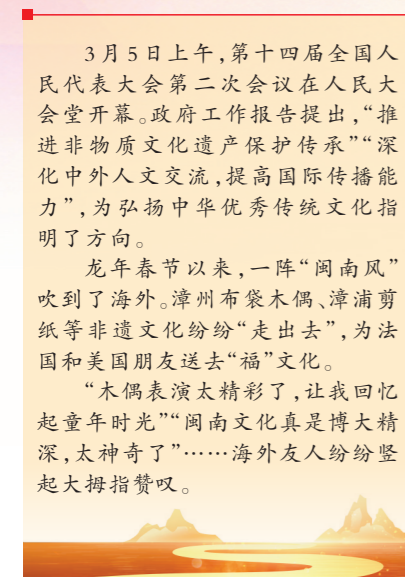 3月5日上午,第十四届全国人
民代表大会第二次会议在人民大
会堂开幕。政府工作报告提出,“推
进非物质文化遗产保护传承”“深
化中外人文交流,提高国际传播能
力”,为弘扬中华优秀传统文化指
明了方向。
龙年春节以来,一阵“闽南风”
吹到了海外。漳州布袋木偶、漳浦剪
纸等非遗文化纷纷“走出去”,为法
国和美国朋友送去“福”文化。
“木偶表演太精彩了,让我回忆
起童年时光”“闽南文化真是博大精
深,太神奇了”……海外友人纷纷竖
起大拇指赞叹。